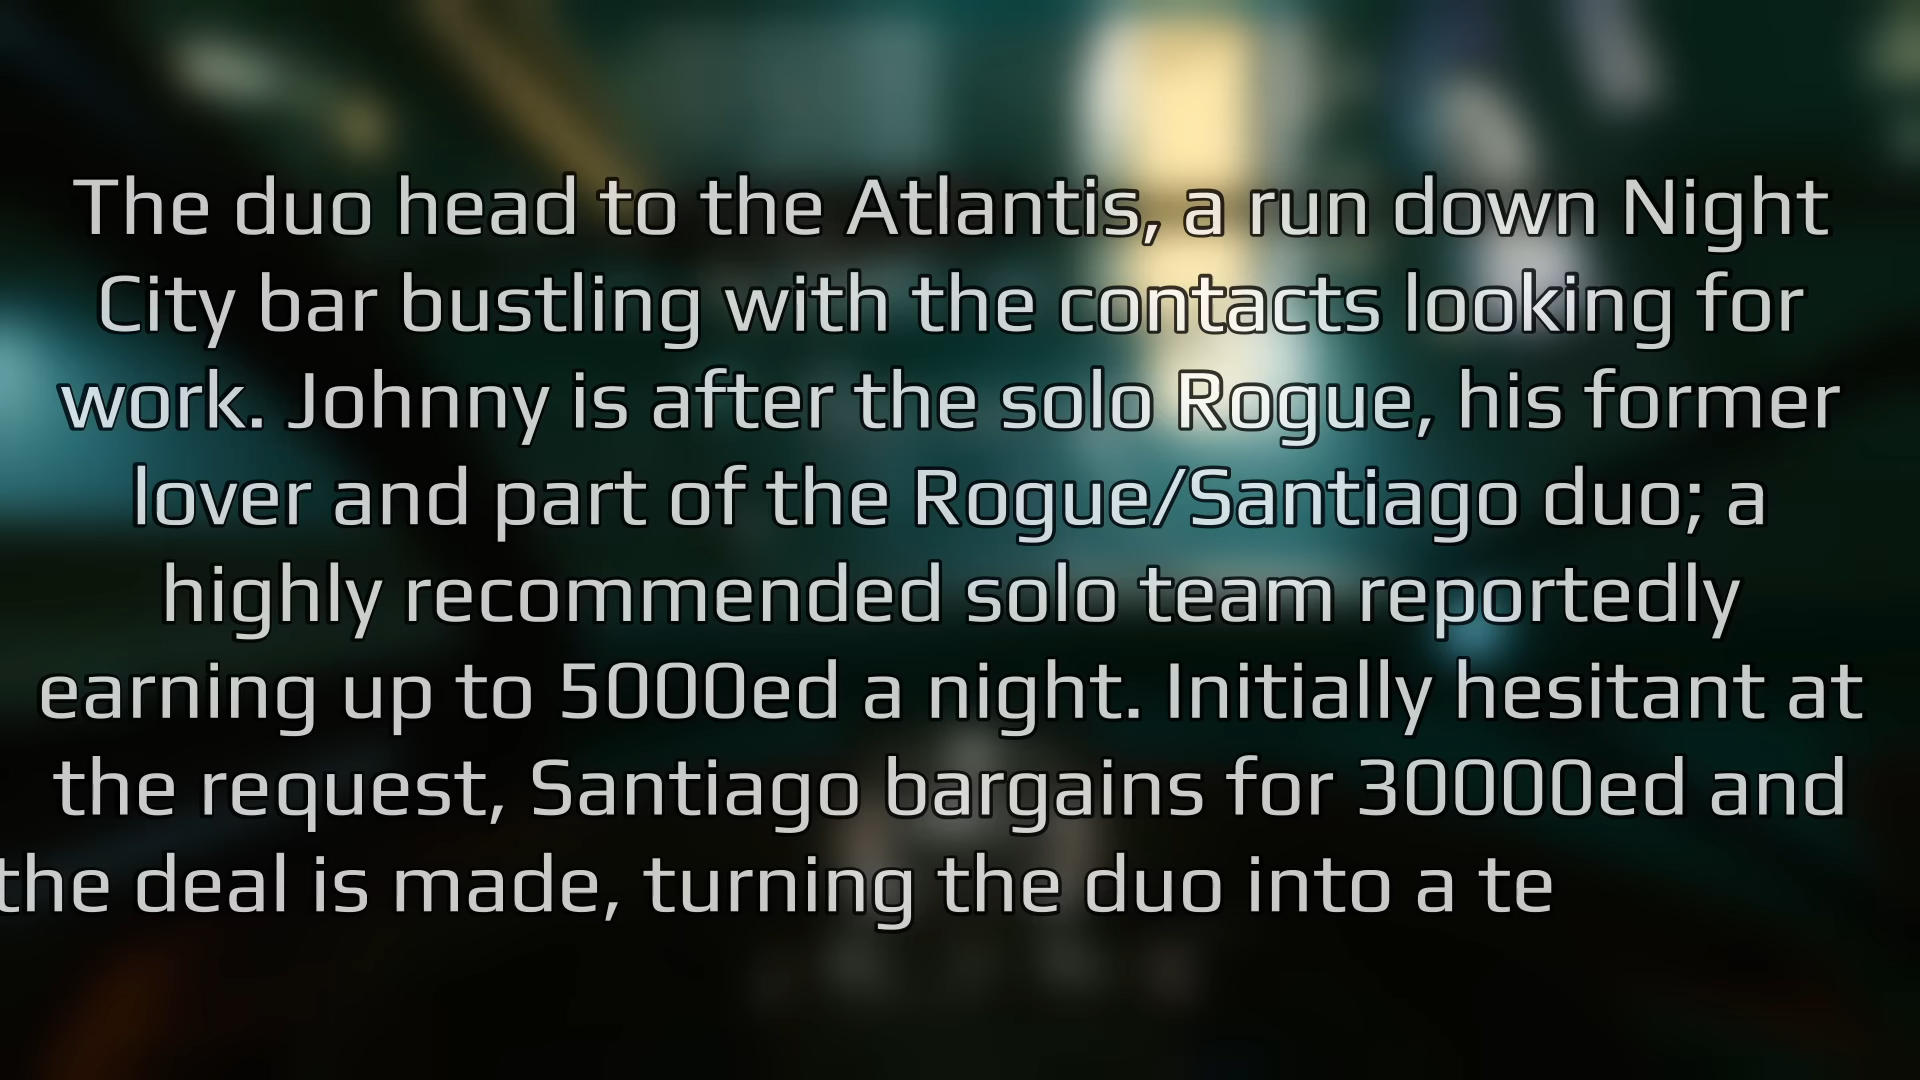 The duo head to the Atlantis, a run down Night
City bar bustling with the contacts looking for
work. Johnny is after the solo Rogue, his former
lover and part of the Rogue/Santiago duo; a
highly recommended solo team reportedly
earning up to 5000ed a night. Initially hesitant at
the request, Santiago bargains for 30000ed and
the deal is made, turning the duo into a te